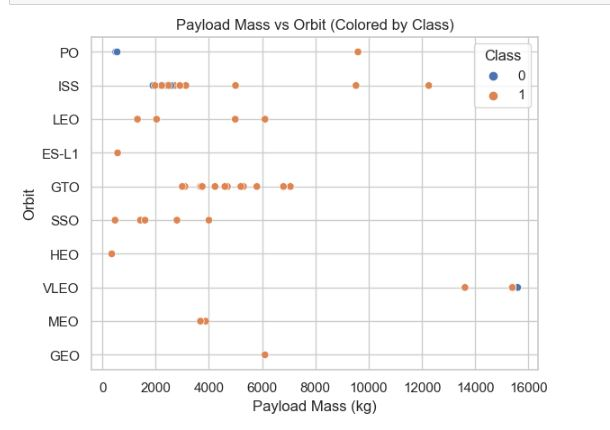 Payload Mass vs Orbit (Colored by Class)
PO
ISS
LEO
ES-L1
GTO
SSO
HEO
VLEO
MEO
GEO
Orbit
Class
0
1
0 2000 4000 6000 8000 10000 12000 14000 16000
Payload Mass (kg)